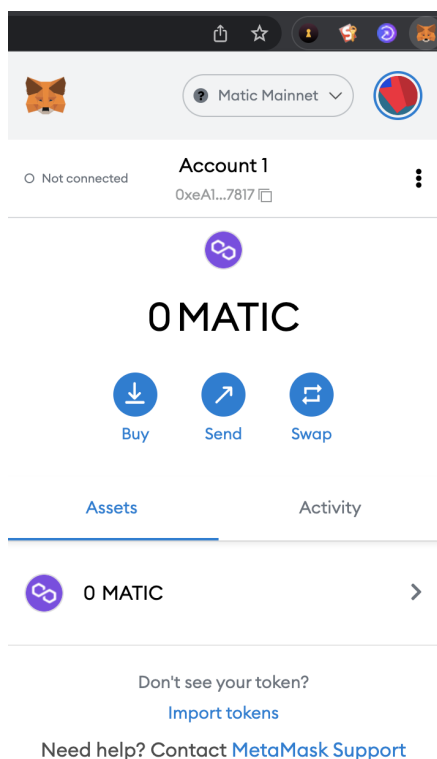 Matic Mainnet
Not connected
Account 1
0xeA1...7817
0 MATIC
Buy
Send
Swap
Assets
Activity
0 MATIC
Don't see your token?
Import tokens
Need help? Contact MetaMask Support